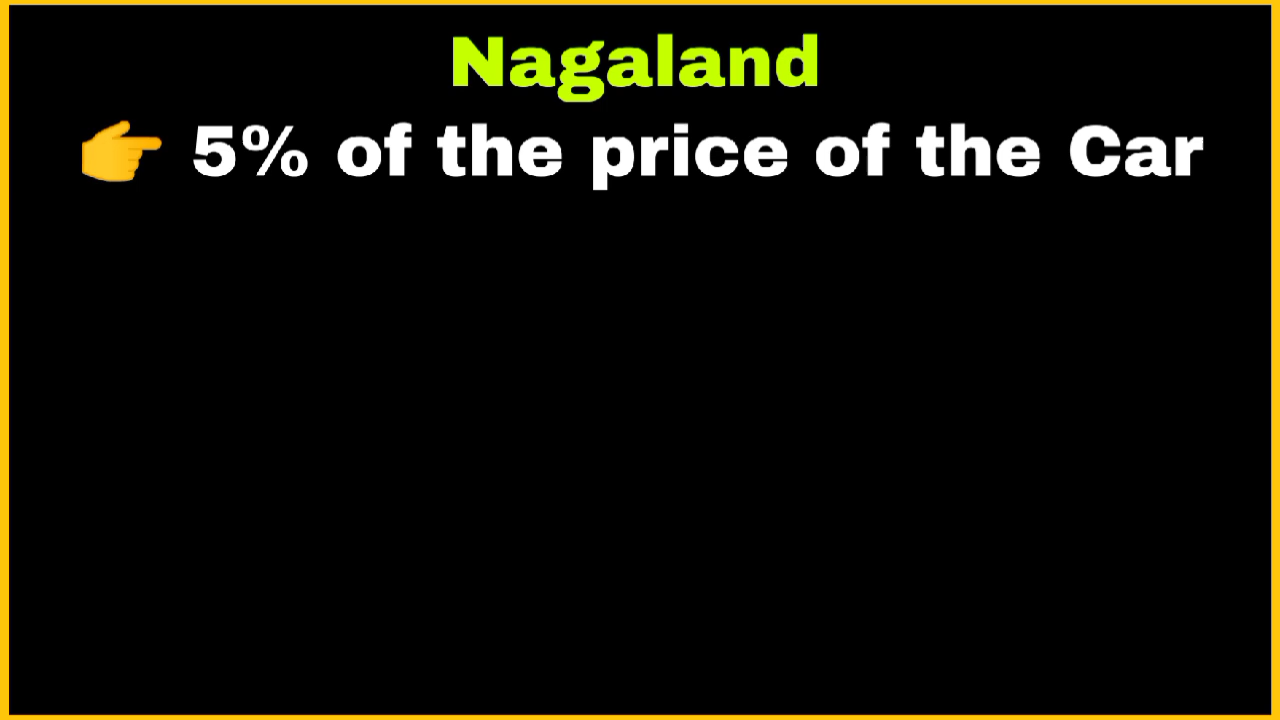 Nagaland
👉 5% of the price of the Car